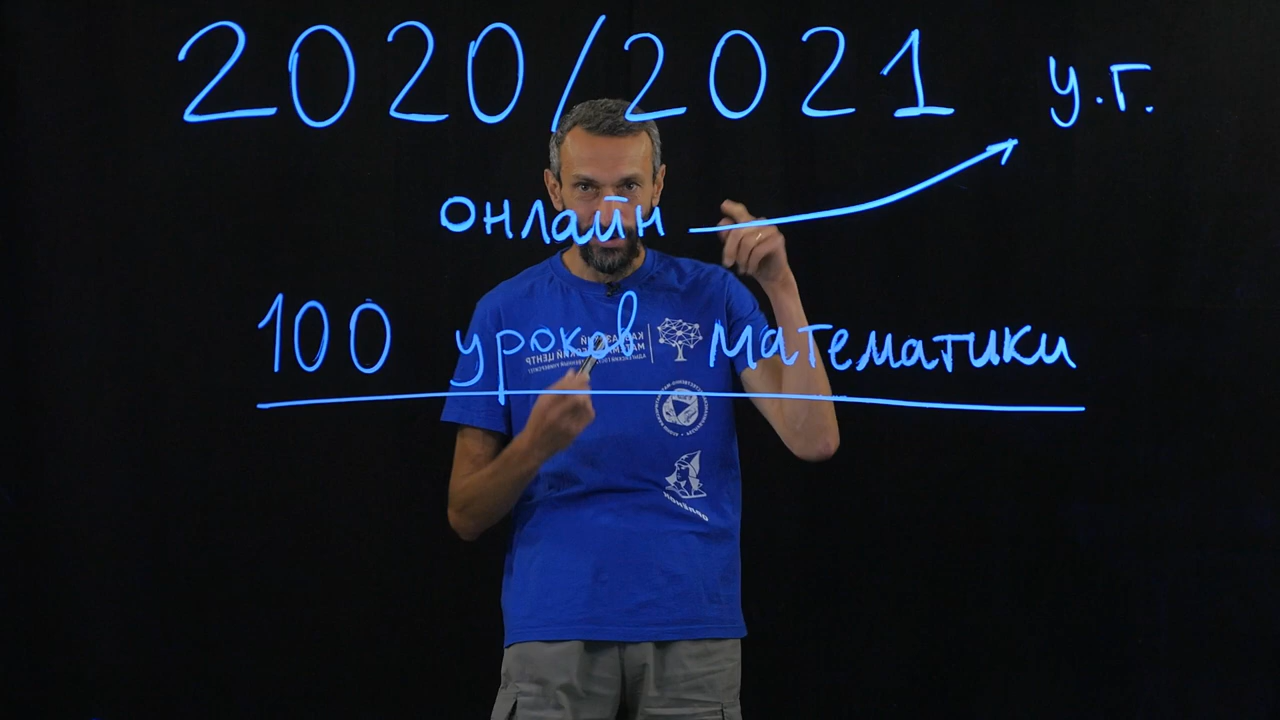 2020/2021 у.г.
онлайн
100 уроков математики